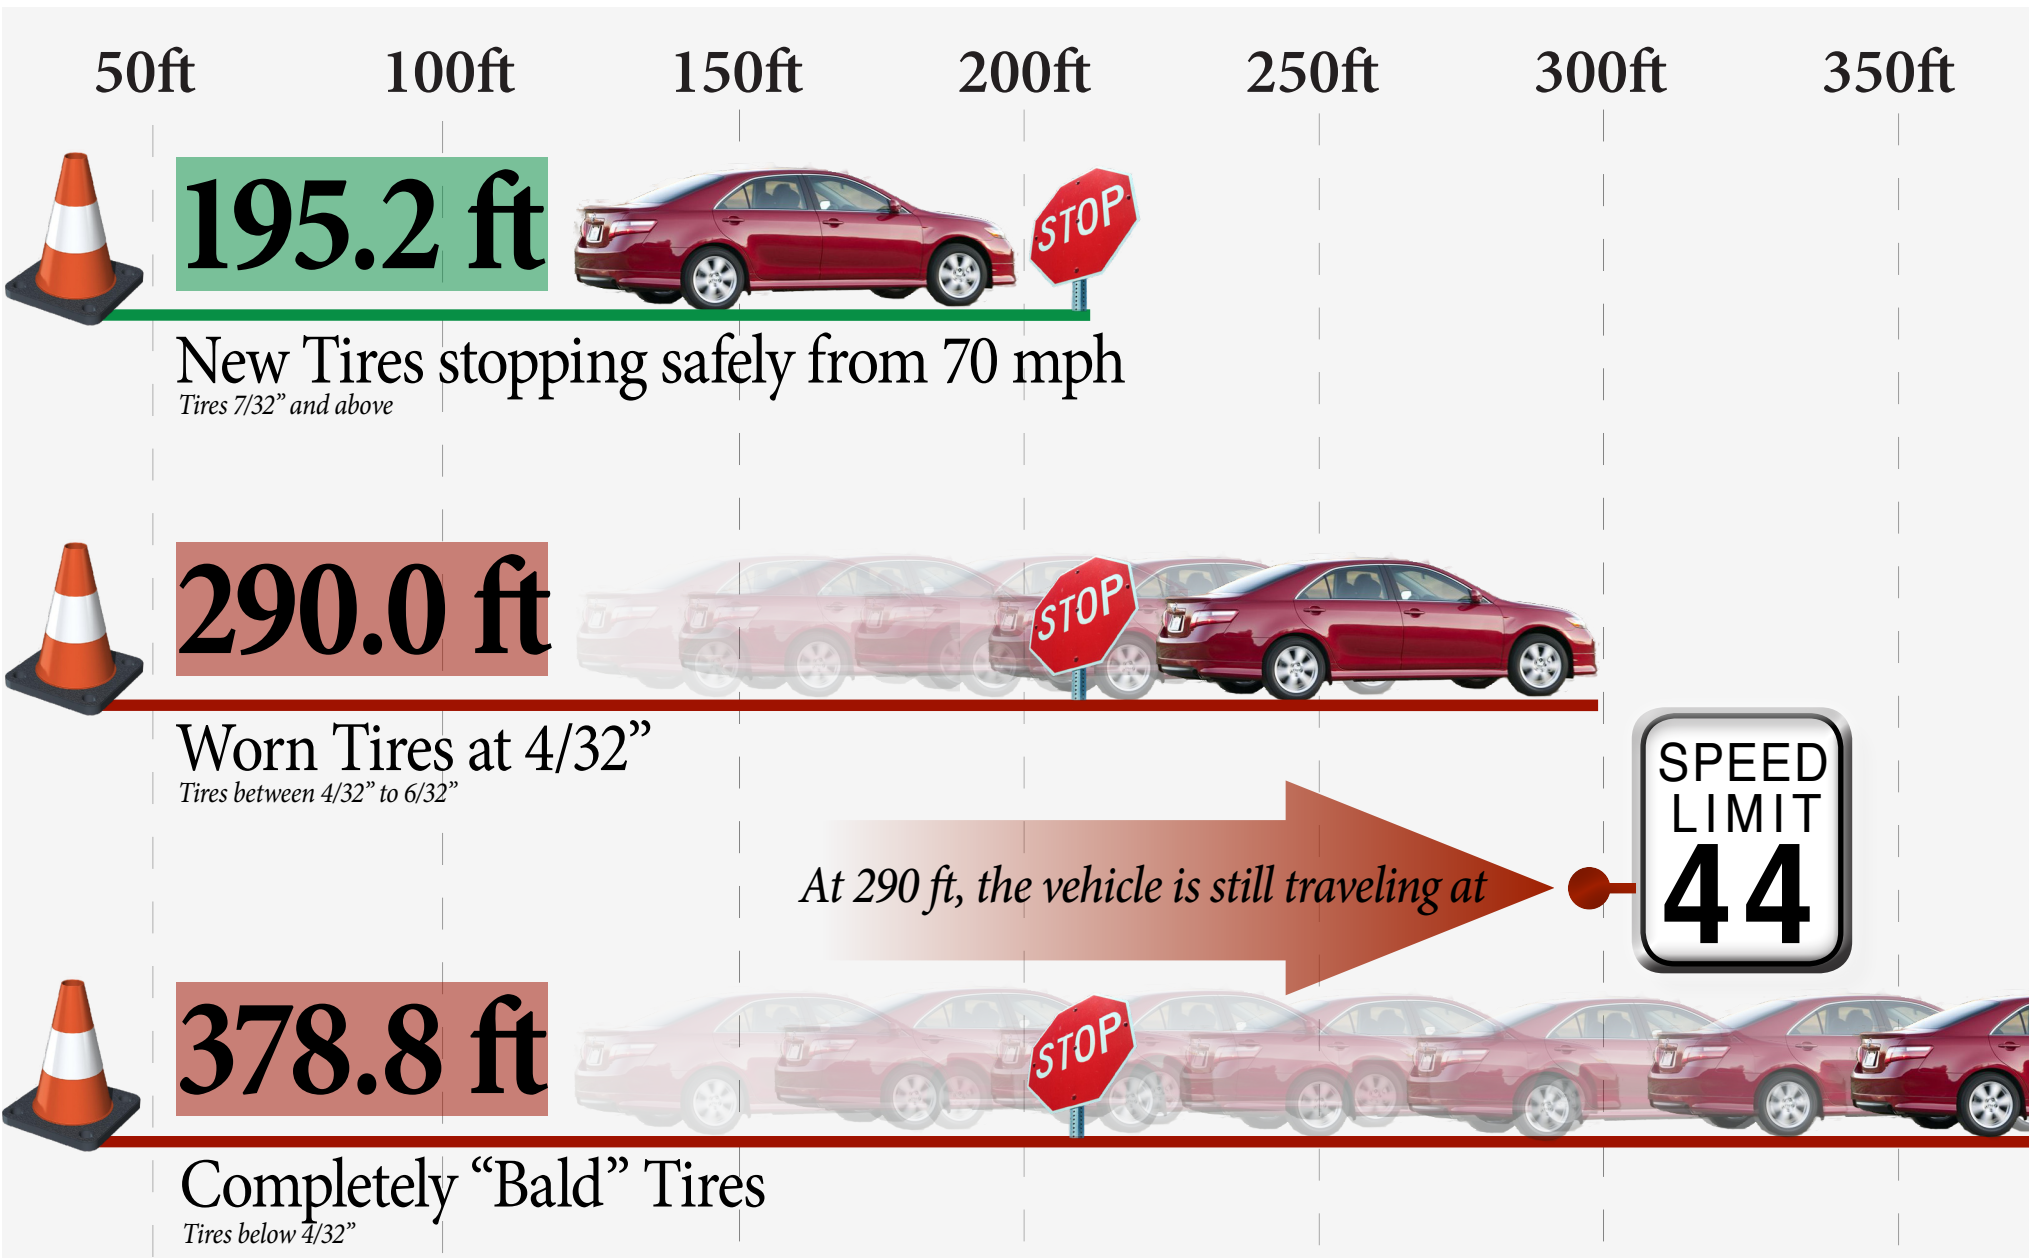 50ft 100ft 150ft 200ft 250ft 300ft 350ft
195.2 ft
STOP
New Tires stopping safely from 70 mph
Tires 7/32” and above
290.0 ft
STOP
Worn Tires at 4/32”
Tires between 4/32” to 6/32”
At 290 ft, the vehicle is still traveling at
SPEED
LIMIT
44
378.8 ft
STOP
Completely “Bald” Tires
Tires below 4/32”